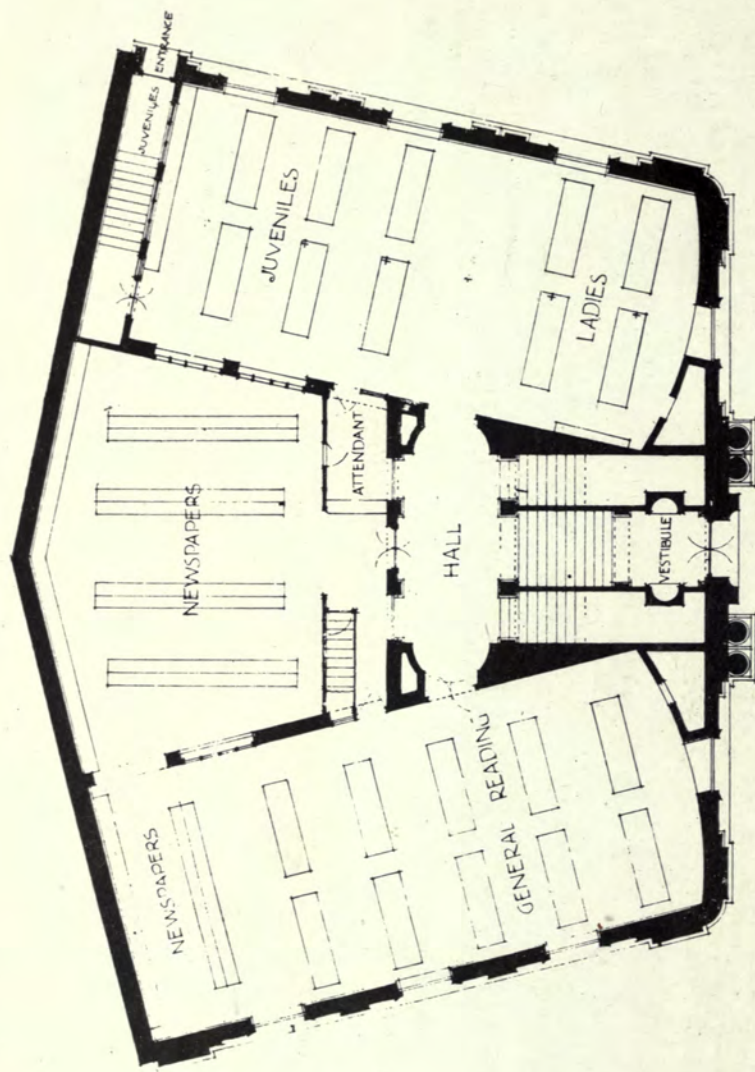 JUVENILES ENTRANCE
JUVENILES
LADIES
NEWSPAPERS
ATTENDANT
HALL
VESTIBULE
NEWSPAPERS
GENERAL READING